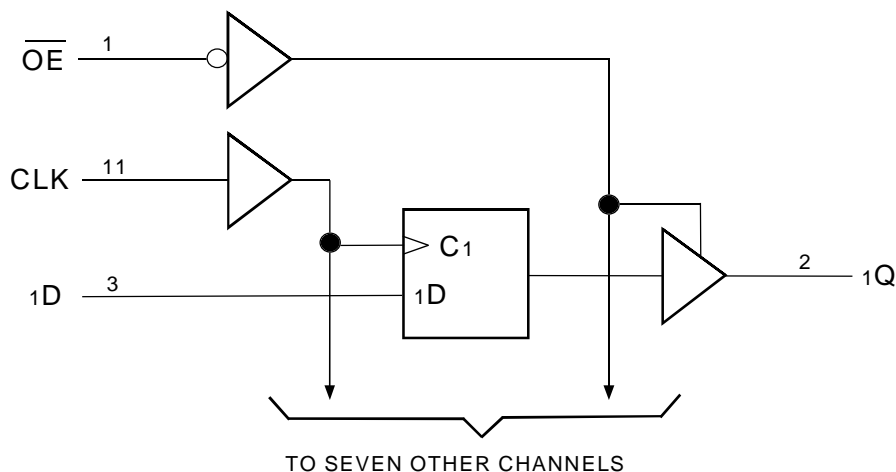 OE
1
CLK
11
C1
1D
3
1D
2
1Q
TO SEVEN OTHER CHANNELS